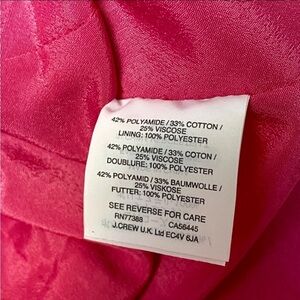 42% POLYAMIDE / 33% COTTON /
25% VISCOSE
LINING: 100% POLYESTER
42% POLYAMIDE / 33% COTON /
25% VISCOSE
DOUBLURE: 100% POLYESTER
42% POLYAMID / 33% BAUMWOLLE /
25% VISKOSE
FUTTER: 100% POLYESTER
SEE REVERSE FOR CARE
RN77388 CA56445
J.CREW U.K. Ltd EC4V 6JA